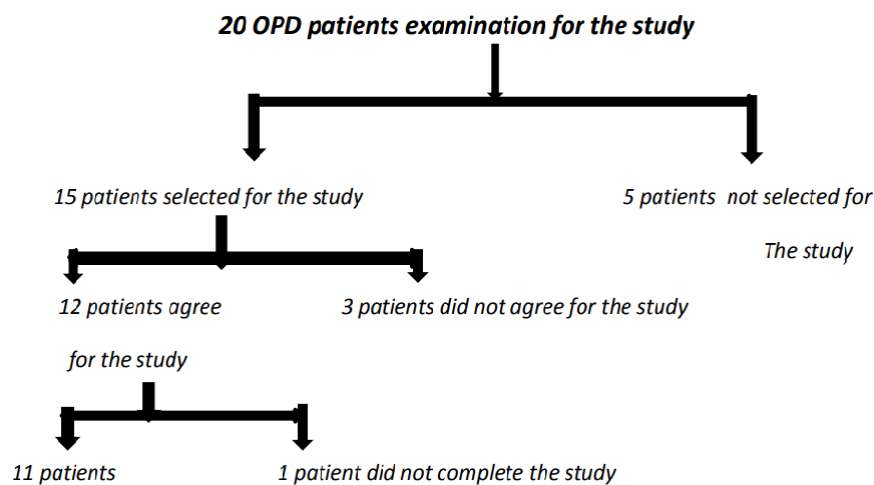 20 OPD patients examination for the study
15 patients selected for the study
5 patients not selected for
The study
12 patients agree
3 patients did not agree for the study
for the study
11 patients
1 patient did not complete the study